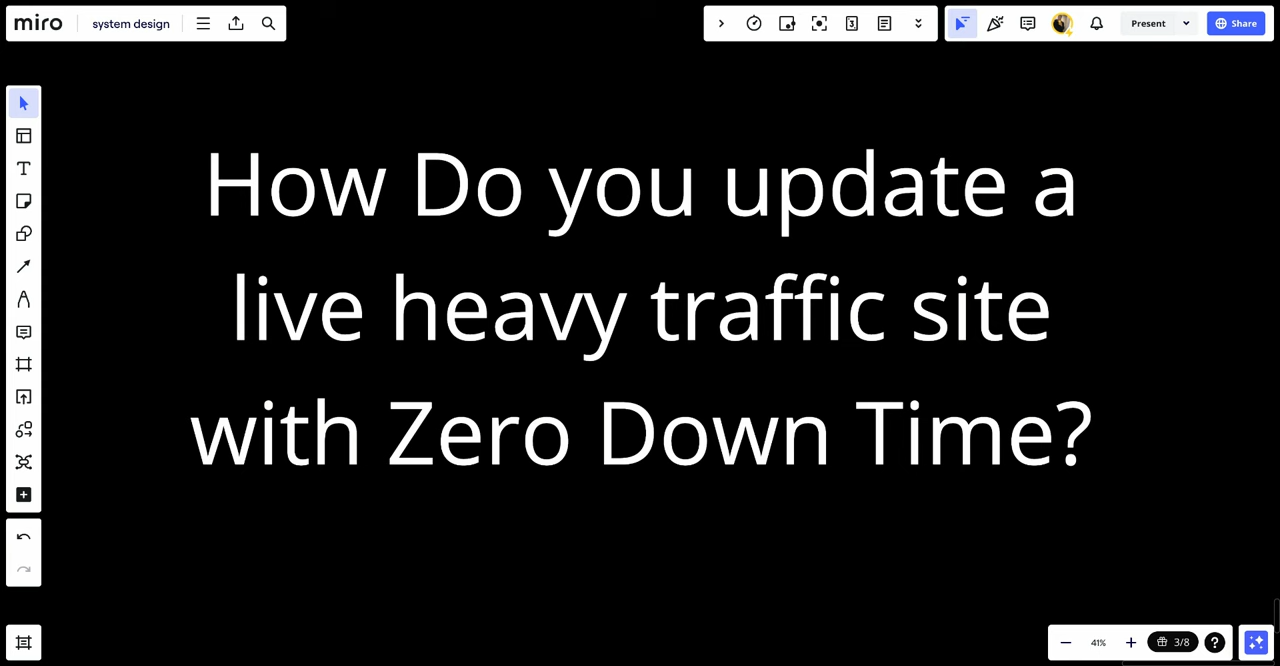 miro
system design
3
Present
Share
How Do you update a
live heavy traffic site
with Zero Down Time?
41%
3/8
?